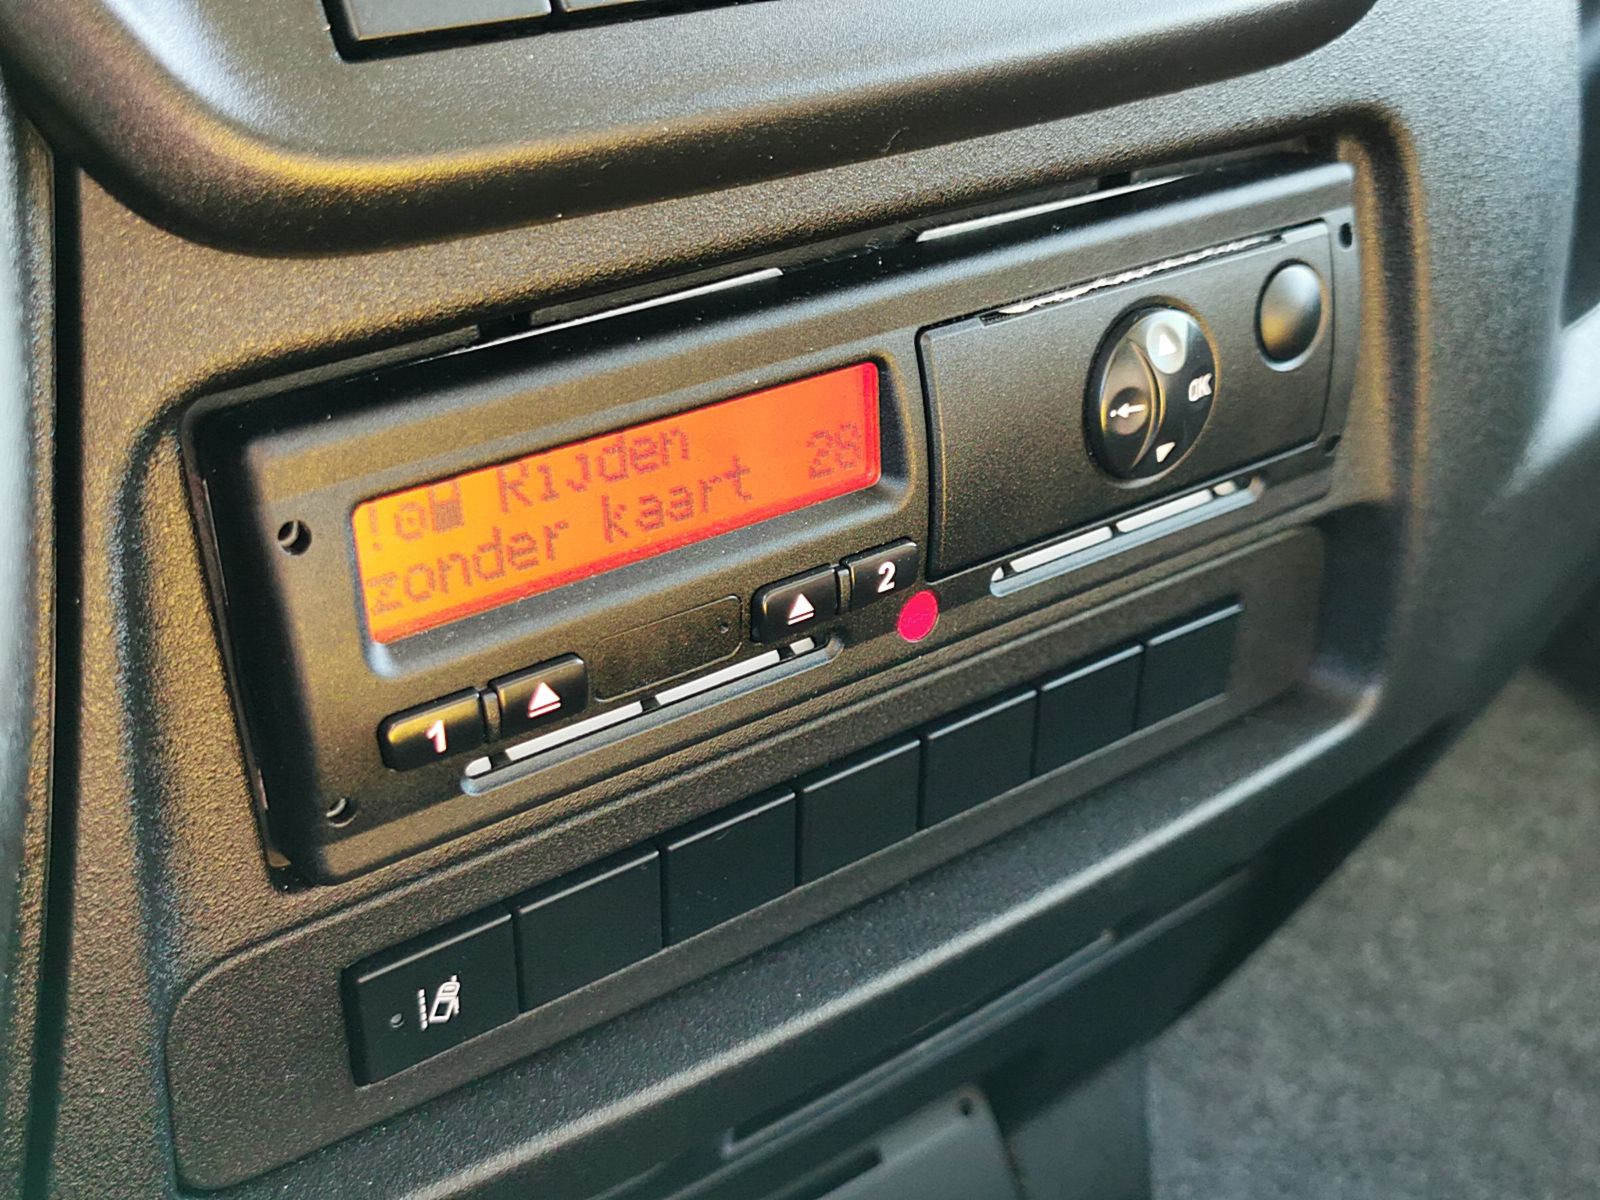 ! Rijden
zonder kaart 28
1
2
OK